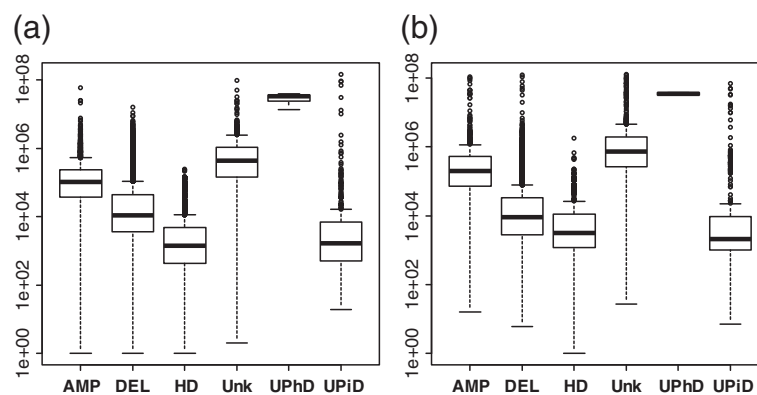 (a)
1e+08
1e+06
1e+04
1e+02
1e+00
AMP DEL HD Unk UPhD UPiD
(b)
1e+08
1e+06
1e+04
1e+02
1e+00
AMP DEL HD Unk UPhD UPiD